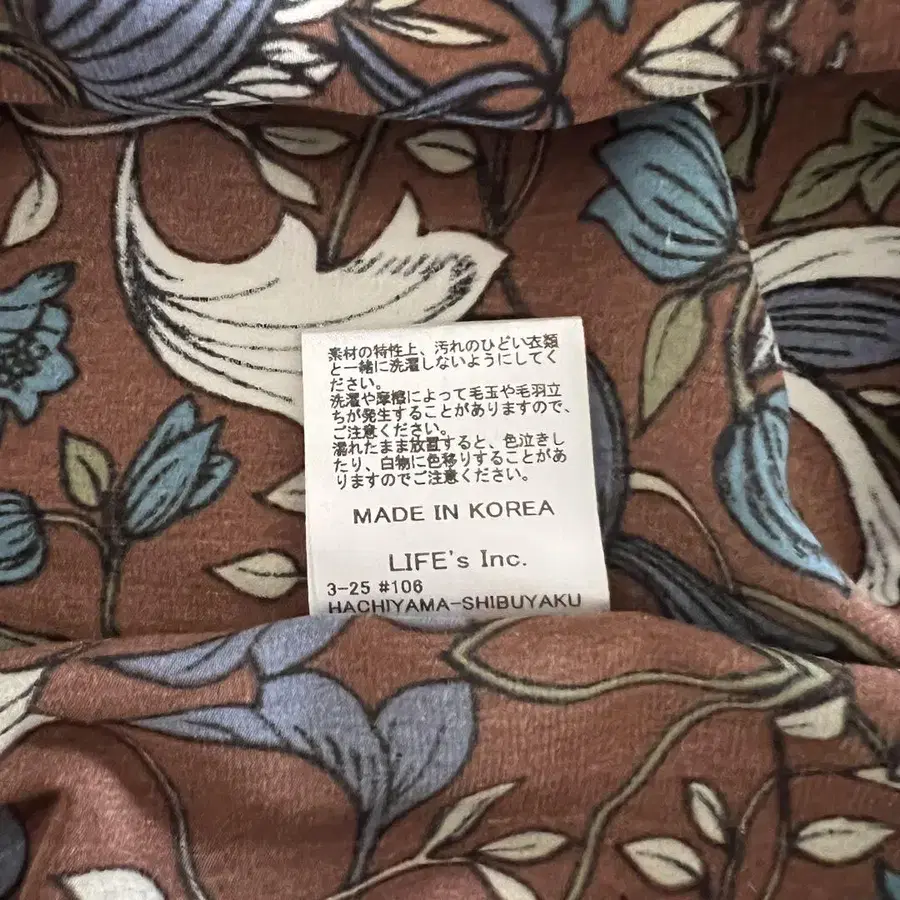 素材の特性上、汚れのひどい衣類
と一緒に洗濯しないようにしてく
ださい。
洗濯や摩擦によって毛玉や毛羽立
ちが発生することがありますので、
ご注意ください。
濡れたまま放置すると、色泣きし
たり、白物に色移りすることがあ
りますのでご注意ください。
MADE IN KOREA
LIFE's Inc.
3-25 #106
HACHIYAMA-SHIBUYAKU